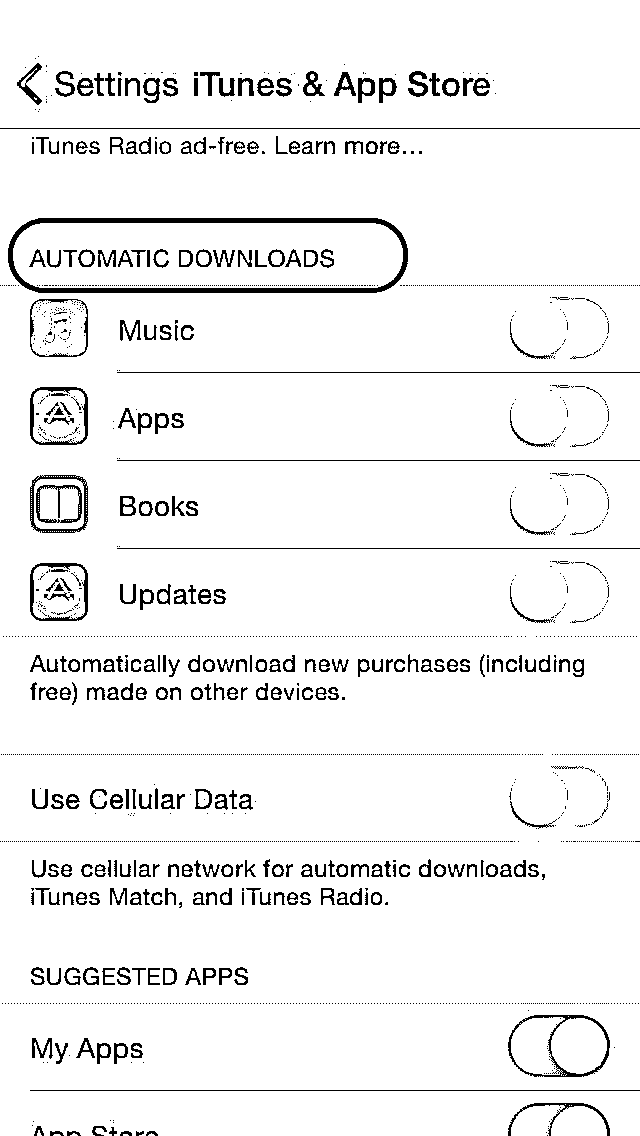 Settings iTunes & App Store
iTunes Radio ad-free. Learn more...
AUTOMATIC DOWNLOADS
Music
Apps
Books
Updates
Automatically download new purchases (including
free) made on other devices.
Use Cellular Data
Use cellular network for automatic downloads,
iTunes Match, and iTunes Radio.
SUGGESTED APPS
My Apps
App Store